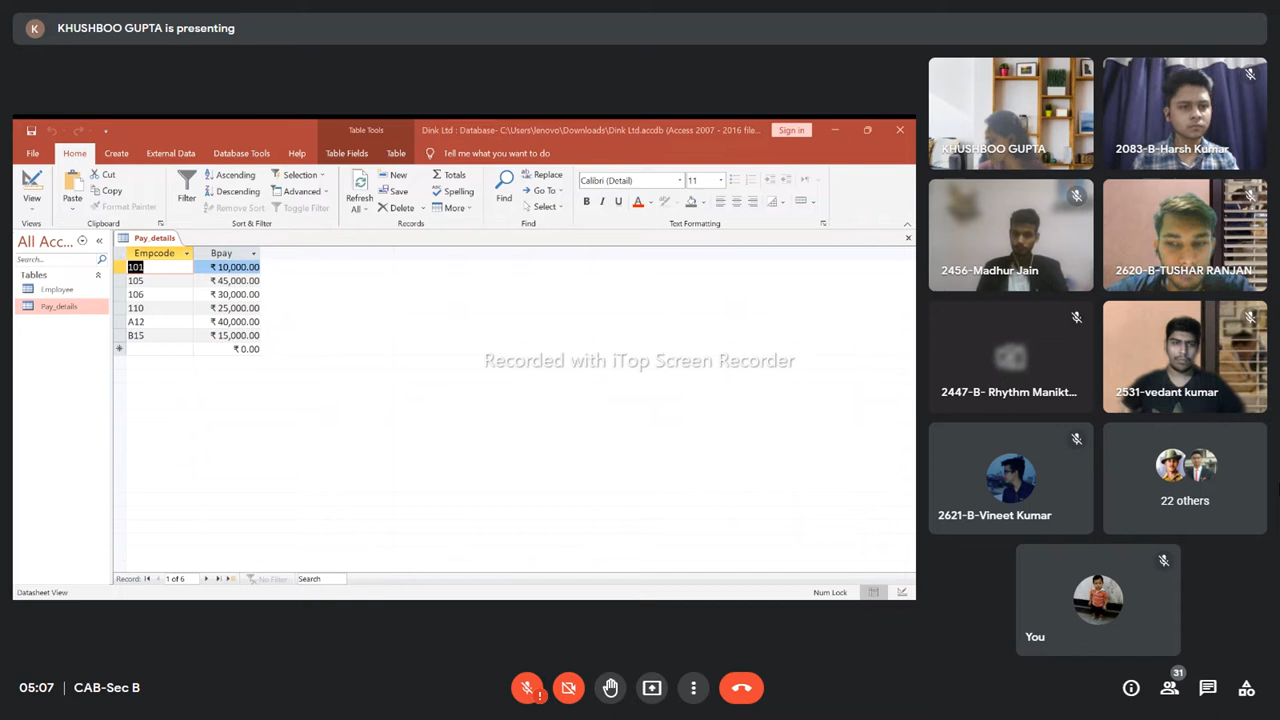 K KHUSHBOO GUPTA is presenting
Table Tools
Dink Ltd : Database- C:\Users\lenovo\Downloads\Dink Ltd.accdb (Access 2007 - 2016 file...
Sign in
File Home Create External Data Database Tools Help Table Fields Table Tell me what you want to do
View
Paste
Cut
Copy
Format Painter
Clipboard
Filter
Ascending
Descending
Remove Sort
Selection
Advanced
Toggle Filter
Sort & Filter
Refresh
All
New
Save
Delete
Totals
Spelling
More
Records
Find
Replace
Go To
Select
Find
Calibri (Detail) 11
B I U A
Text Formatting
All Acc...
Search...
Tables
Employee
Pay_details
Pay_details
Empcode Bpay
101 ₹ 10,000.00
105 ₹ 45,000.00
106 ₹ 30,000.00
110 ₹ 25,000.00
A12 ₹ 40,000.00
B15 ₹ 15,000.00
₹ 0.00
Recorded with iTop Screen Recorder
Record: 1 of 6 No Filter Search
Datasheet View
Num Lock
KHUSHBOO GUPTA
2083-B-Harsh Kumar
2456-Madhur Jain
2620-B-TUSHAR RANJAN
2447-B- Rhythm Manikt...
2531-vedant kumar
2621-B-Vineet Kumar
22 others
You
05:07 | CAB-Sec B
31